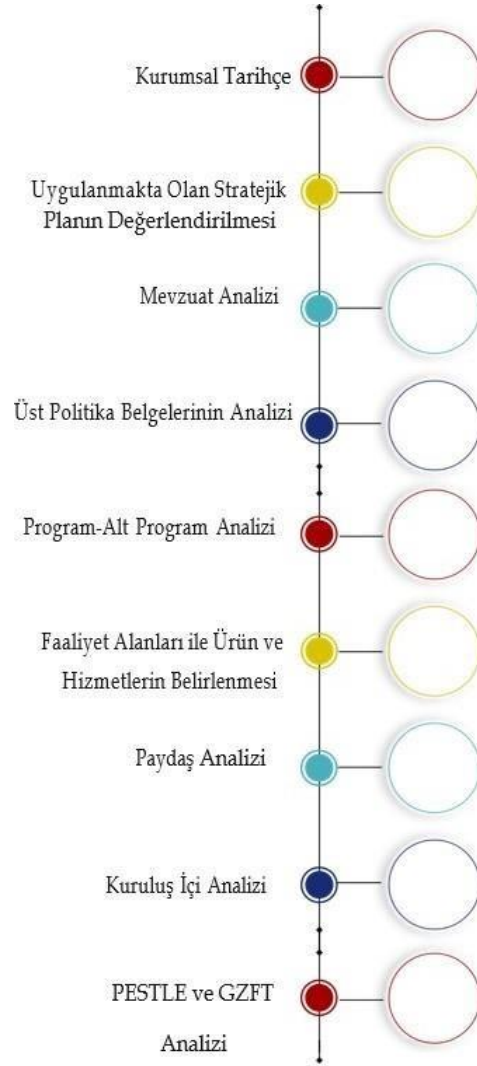 Kurumsal Tarihçe
Uygulanmakta Olan Stratejik
Planın Değerlendirilmesi
Mevzuat Analizi
Üst Politika Belgelerinin Analizi
Program-Alt Program Analizi
Faaliyet Alanları ile Ürün ve
Hizmetlerin Belirlenmesi
Paydaş Analizi
Kuruluş İçi Analizi
PESTLE ve GZFT
Analizi